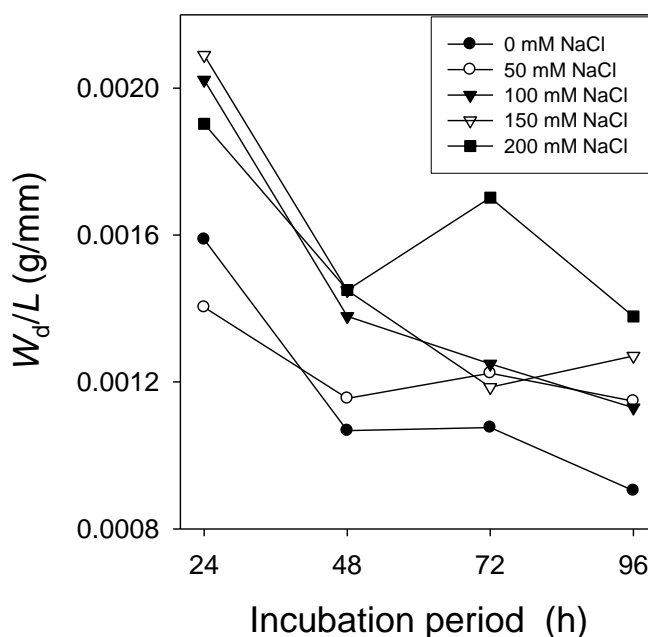 0 mM NaCl
50 mM NaCl
100 mM NaCl
150 mM NaCl
200 mM NaCl
0.0020
0.0016
0.0012
0.0008
Wd/L (g/mm)
24 48 72 96
Incubation period (h)